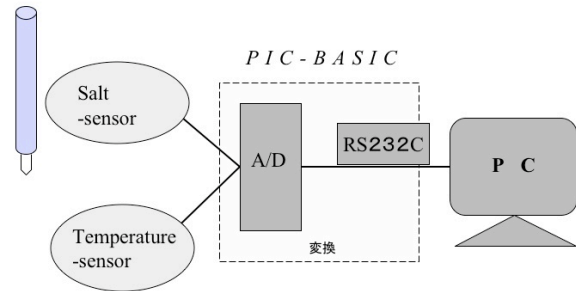 PIC-BASIC
Salt
-sensor
A/D
RS232C
P C
Temperature
-sensor
変換